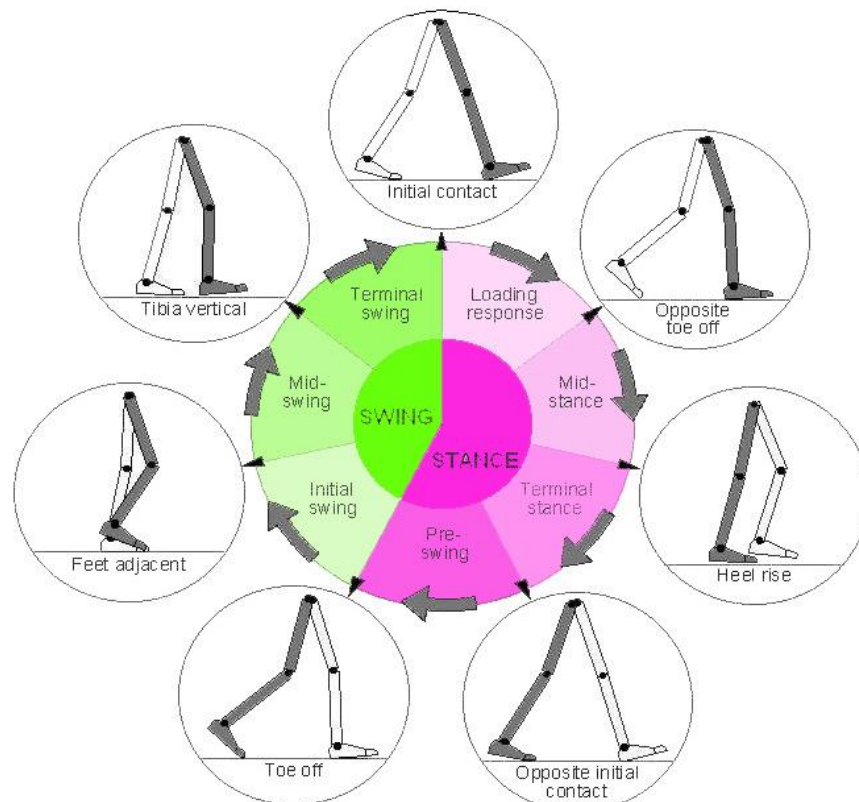 Initial contact
Tibia vertical
Opposite
toe off
Terminal
swing
Loading
response
Mid-
swing
Mid-
stance
SWING
STANCE
Initial
swing
Terminal
stance
Pre-
swing
Feet adjacent
Heel rise
Toe off
Opposite initial
contact